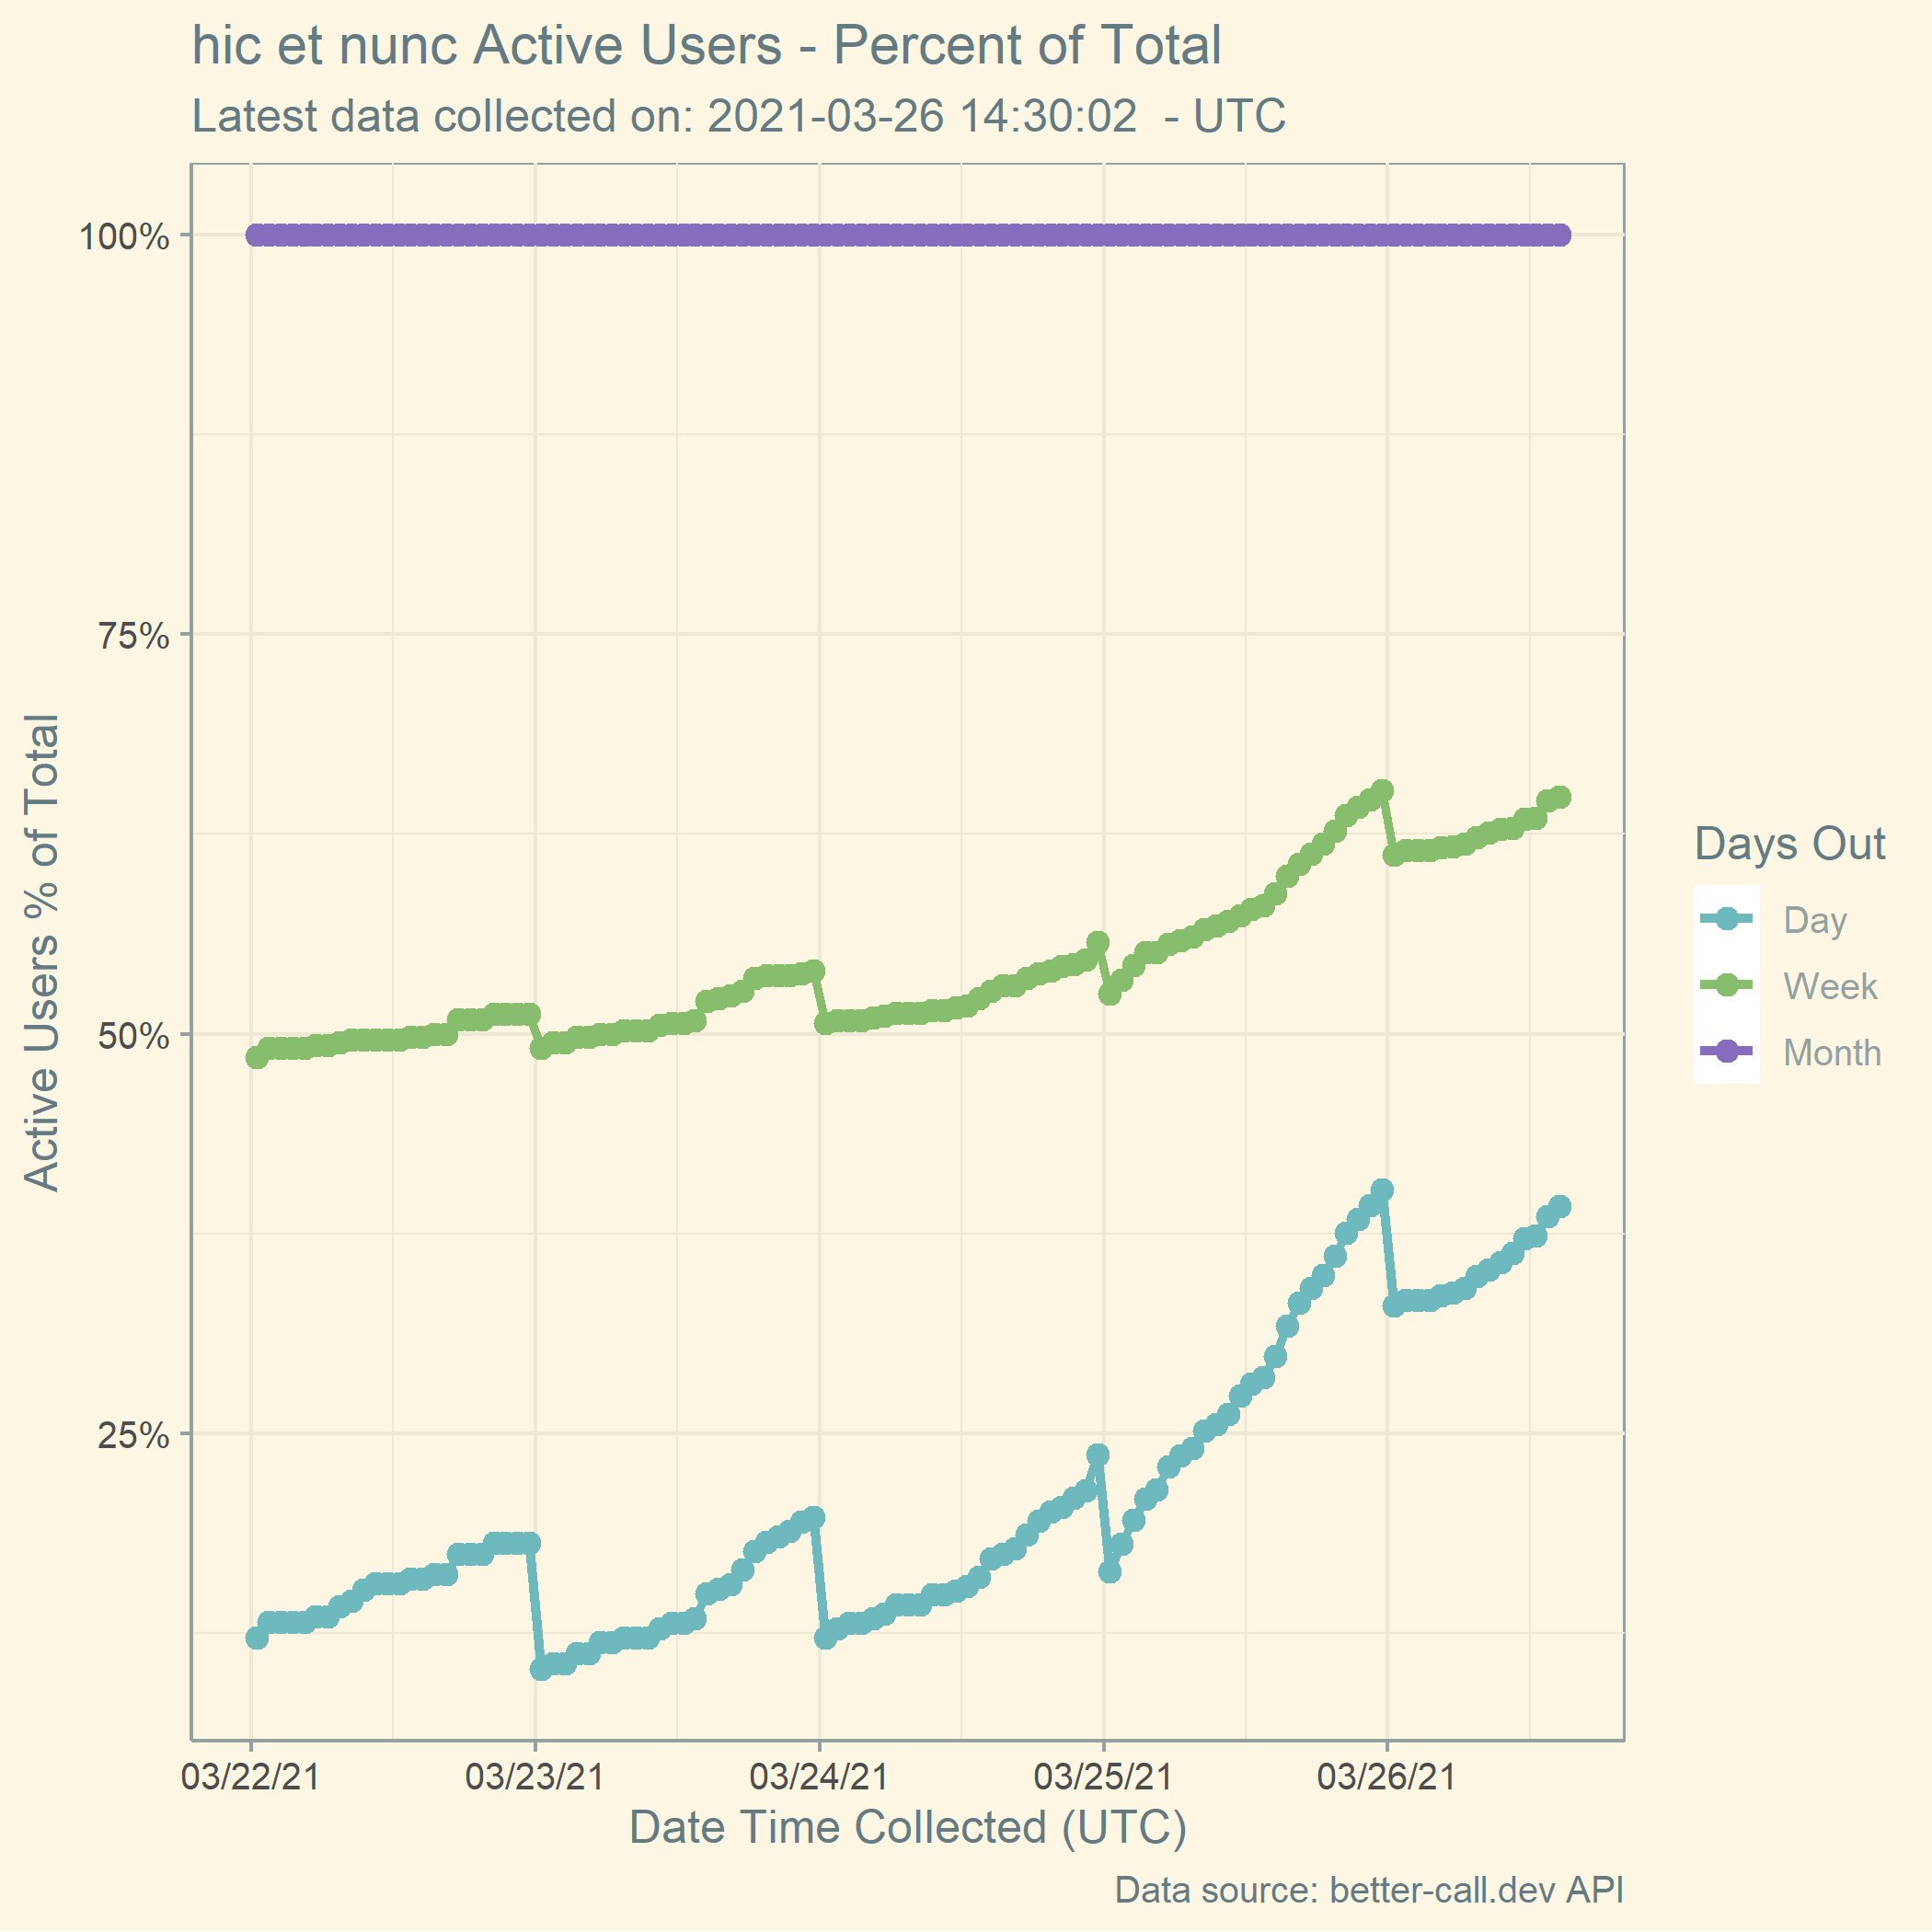 hic et nunc Active Users - Percent of Total
Latest data collected on: 2021-03-26 14:30:02  - UTC
Active Users % of Total
100%
75%
50%
25%
03/22/21
03/23/21
03/24/21
03/25/21
03/26/21
Date Time Collected (UTC)
Days Out
Day
Week
Month
Data source: better-call.dev API